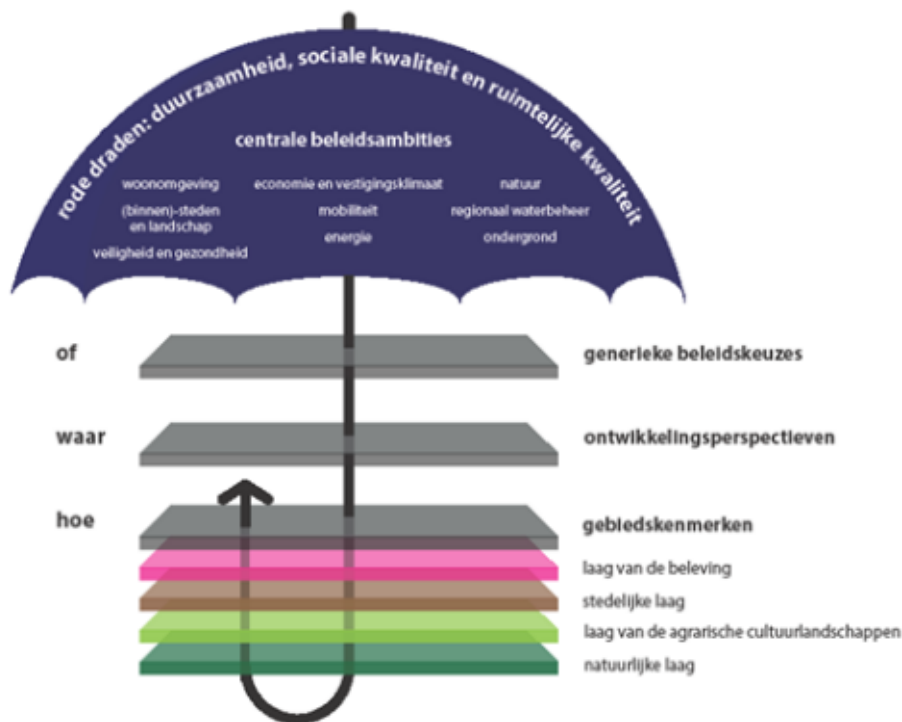 rode draden: duurzaamheid, sociale kwaliteit en ruimtelijke kwaliteit
centrale beleidsambities
woonomgeving
(binnen)-steden
en landschap
veiligheid en gezondheid
economie en vestigingsklimaat
mobiliteit
energie
natuur
regionaal waterbeheer
ondergrond
of
generieke beleidskeuzes
waar
ontwikkelingsperspectieven
hoe
gebiedskenmerken
laag van de beleving
stedelijke laag
laag van de agrarische cultuurlandschappen
natuurlijke laag